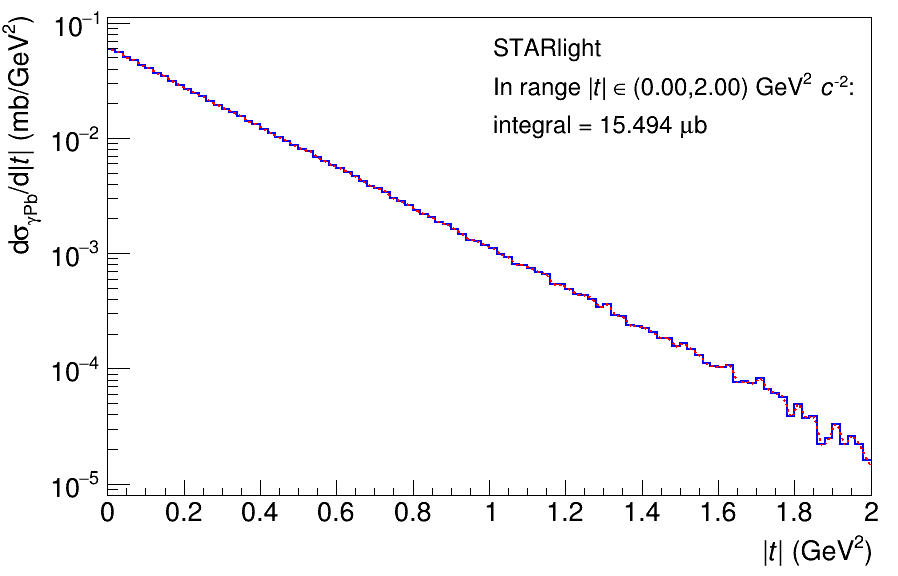 dσγPb/d|t| (mb/GeV²)
10⁻¹
10⁻²
10⁻³
10⁻⁴
10⁻⁵
STARlight
In range |t| ∈ (0.00,2.00) GeV² c⁻²:
integral = 15.494 μb
0 0.2 0.4 0.6 0.8 1 1.2 1.4 1.6 1.8 2
|t| (GeV²)